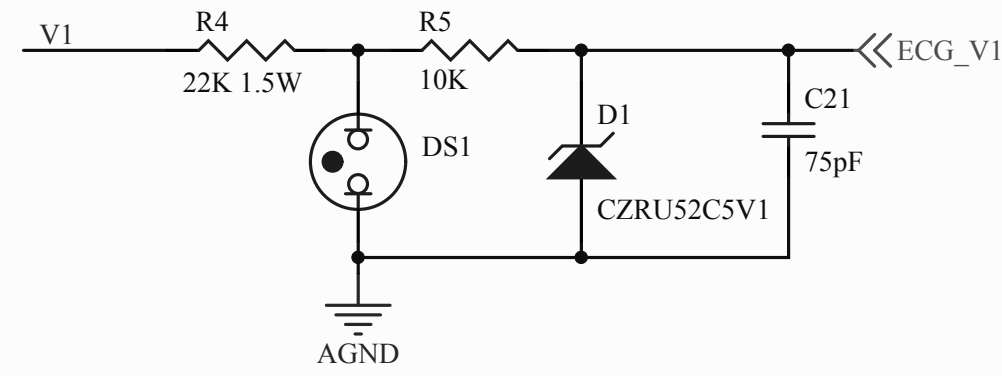 V1
R4
22K 1.5W
R5
10K
ECG_V1
DS1
D1
CZRU52C5V1
C21
75pF
AGND